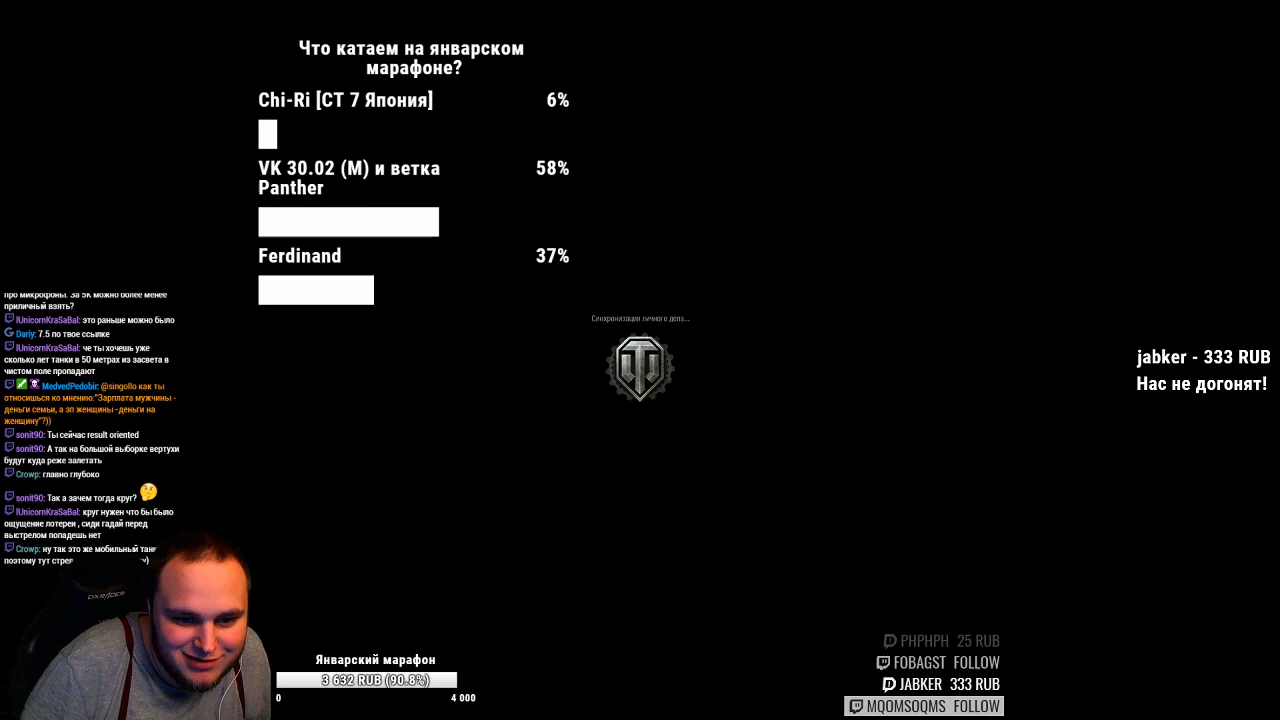 Что катаем на январском
марафоне?
Chi-Ri [СТ 7 Япония] 6%
VK 30.02 (M) и ветка
Panther 58%
Ferdinand 37%
про микрофоны. За 5К можно более менее
приличный взять?
IUnicornKraSaBal: это раньше можно было
Dariy: 7.5 по твое ссылке
IUnicornKraSaBal: че ты хочешь уже
сколько лет танки в 50 метрах из засвета в
чистом поле пропадают
MedvedPedobir: @singollo как ты
относишься ко мнению:"Зарплата мужчины -
деньги семьи, а зп женщины -деньги на
женщину"?))
sonit90: Ты сейчас result oriented
sonit90: А так на большой выборке вертухи
будут куда реже залетать
Crowp: главно глубоко
sonit90: Так а зачем тогда круг?
IUnicornKraSaBal: круг нужен что бы было
ощущение лотереи , сиди гадай перед
выстрелом попадешь нет
Crowp: ну так это же мобильный
поэтому тут
DXRACER
Синхронизация личного дела...
jabker - 333 RUB
Нас не догонят!
Январский марафон
3 632 RUB (90.8%)
0 4 000
PHPHPH 25 RUB
FOBAGST FOLLOW
JABKER 333 RUB
MQOMSOQMS FOLLOW